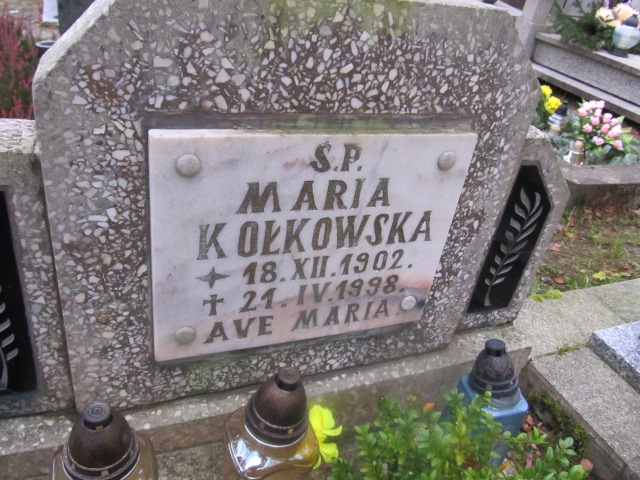 Ś.P.
MARIA
KOŁKOWSKA
18.XII.1902.
21.IV.1998.
AVE MARIA.